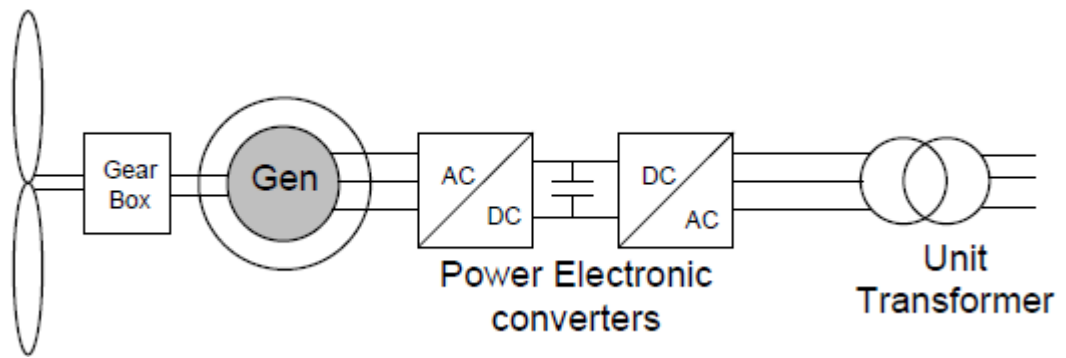 Gear
Box
Gen
AC
DC
DC
AC
Power Electronic
converters
Unit
Transformer